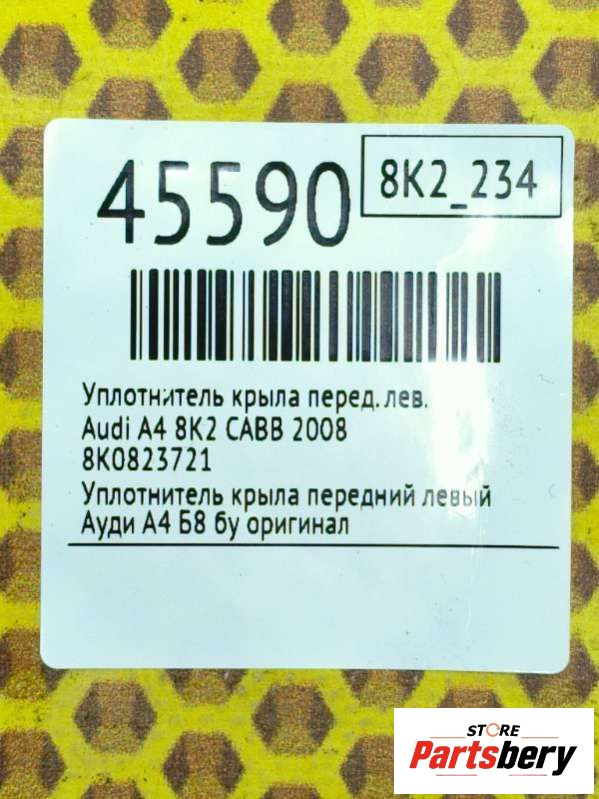 45590
8K2_234
Уплотнитель крыла перед. лев.
Audi A4 8K2 CABB 2008
8K0823721
Уплотнитель крыла передний левый
Ауди А4 Б8 бу оригинал
STORE
Partsbery